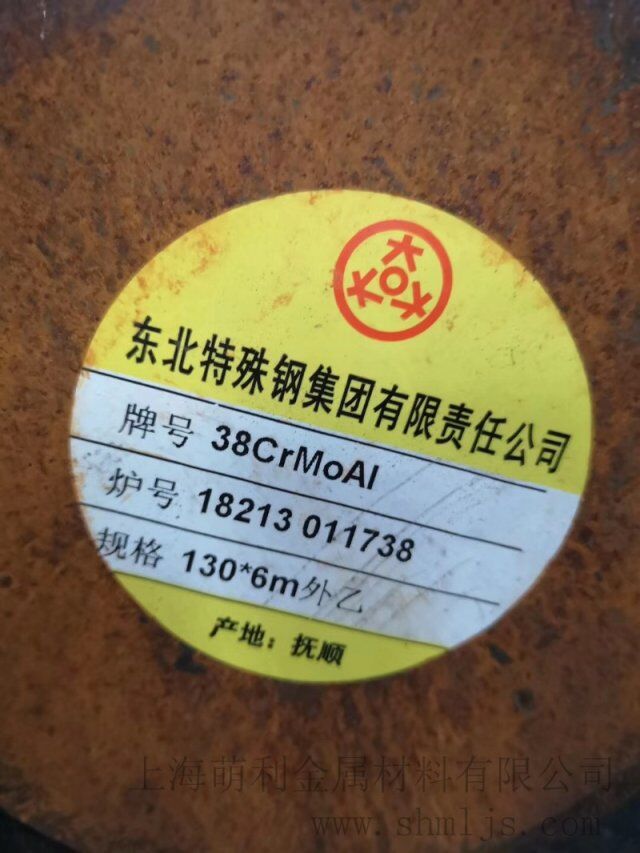 东北特殊钢集团有限责任公司
牌号 38CrMoAl
炉号 18213 011738
规格 130*6m外乙
产地：抚顺
上海萌利金属材料有限公司
www.shmljs.com